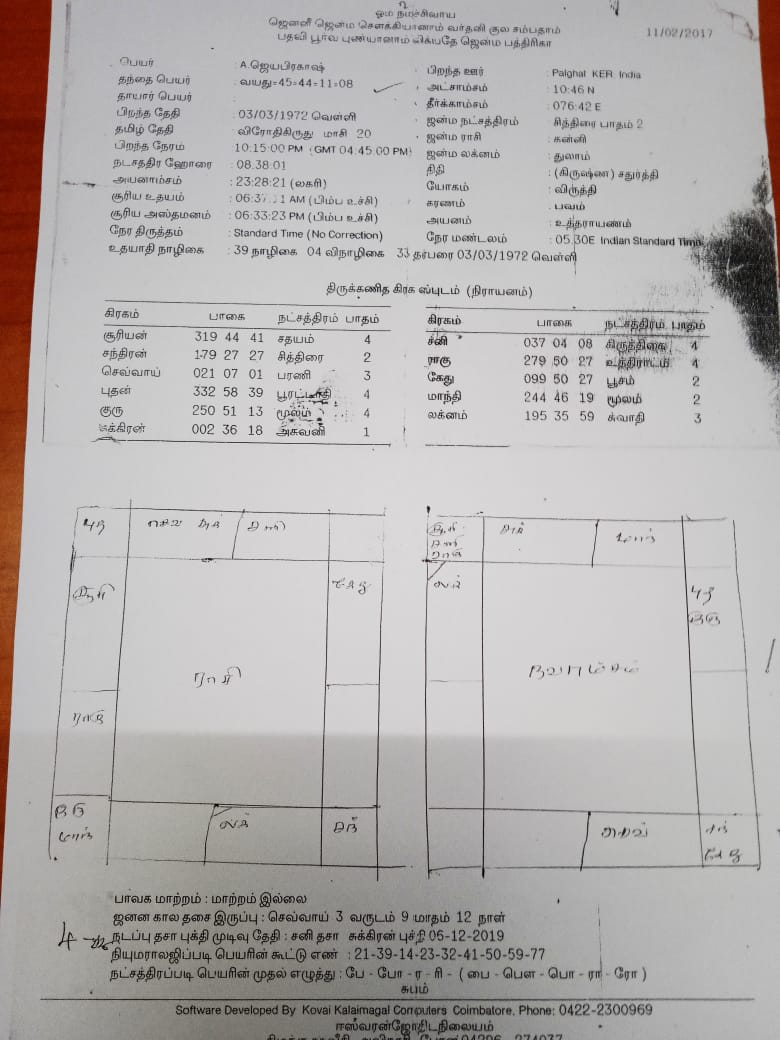 ஓம் நமச்சிவாய
ஜெனனீ ஜென்ம சௌக்கியானாம் வர்தனி குல சம்பதாம்
பதவி பூர்வ புண்யானாம் லிக்யதே ஜென்ம பத்திரிகா
11/02/2017
பெயர் : A.ஜெயபிரகாஷ்
தந்தை பெயர் : வயது=45=44=11=08
தாயார் பெயர் :
பிறந்த தேதி : 03/03/1972 வெள்ளி
தமிழ் தேதி : விரோதிகிருது மாசி 20
பிறந்த நேரம் : 10:15:00 PM (GMT 04:45:00 PM)
நட்சத்திர ஹோரை : 08.38.01
அயனாம்சம் : 23:28:21 (லகரி)
சூரிய உதயம் : AM (பிம்ப உச்சி)
சூரிய அஸ்தமனம் : 06:33:23 PM (பிம்ப உச்சி)
நேர திருத்தம் : Standard Time (No Correction)
உதயாதி நாழிகை : 39 நாழிகை 04 விநாழிகை 33 தர்பரை 03/03/1972 வெள்ளி
பிறந்த ஊர் : Palghat KER India
அட்சாம்சம் : 10:46 N
தீர்க்காம்சம் : 076:42 E
ஜன்ம நட்சத்திரம் : சித்திரை பாதம் 2
ஜன்ம ராசி : கன்னி
ஜன்ம லக்னம் : துலாம்
திதி : (கிருஷ்ண) சதுர்த்தி
யோகம் : விருத்தி
கரணம் : பவம்
அயனம் : உத்தராயணம்
நேர மண்டலம் : 05.30E Indian Standard Time
திருக்கணித கிரக ஸ்புடம் (நிராயனம்)
கிரகம் பாகை நட்சத்திரம் பாதம்
சூரியன் 319 44 41 சதயம் 4
சந்திரன் 179 27 27 சித்திரை 2
செவ்வாய் 021 07 01 பரணி 3
புதன் 332 58 39 பூரட்டாதி 4
குரு 250 51 13 மூலம் 4
சுக்கிரன் 002 36 18 அசுவனி 1
கிரகம் பாகை நட்சத்திரம் பாதம்
சனி 037 04 08 கிருத்திகை 4
ராகு 279 50 27 உத்திராடம் 4
கேது 099 50 27 பூசம் 2
மாந்தி 244 46 19 மூலம் 2
லக்னம் 195 35 59 சுவாதி 3
புத
செவ் சுக்
சனி
சூரி
கேது
ராசி
ராகு
குரு
மாந்
லக்
சந்
சூரி
சனி
ராகு
சுக்
மாந்
லக்
புத
குரு
நவாம்சம்
செவ்
சந்
கேது
பாவக மாற்றம் : மாற்றம் இல்லை
ஜனன கால தசை இருப்பு : செவ்வாய் 3 வருடம் 9 மாதம் 12 நாள்
நடப்பு தசா புக்தி முடிவு தேதி : சனி தசா சுக்கிரன் புச்தி 05-12-2019
நியுமராலஜிப்படி பெயரின் கூட்டு எண் : 21-39-14-23-32-41-50-59-77
நட்சத்திரப்படி பெயரின் முதல் எழுத்து : பே - போ - ர - ரி - ( பை - பௌ - பொ - ரா - ரோ )
சுபம்
Software Developed By Kovai Kalaimagal Computers Coimbatore, Phone: 0422-2300969
ஈஸ்வரன்ஜோதிடநிலையம்